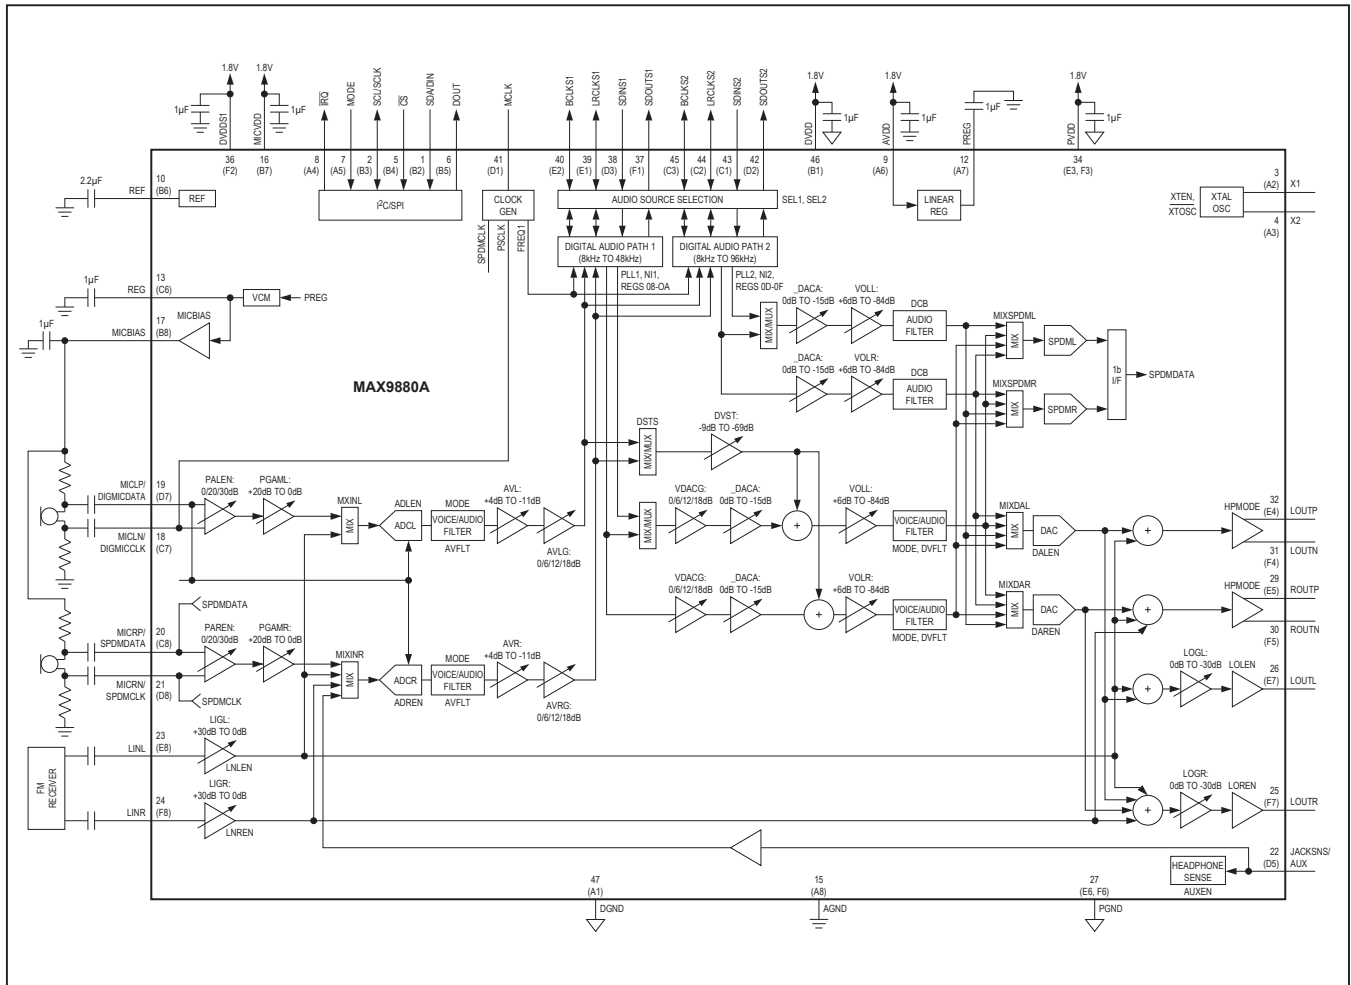 1.8V
1.8V
1.8V
1.8V
1.8V
1µF
1µF
1µF
1µF
1µF
1µF
DVDDS1
MICVDD
IRQ
MODE
SCL/SCLK
CS
SDA/DIN
DOUT
MCLK
BCLKS1
LRCLKS1
SDINS1
SDOUTS1
BCLKS2
LRCLKS2
SDINS2
SDOUTS2
DVDD
AVDD
PREG
PVDD
36
(F2)
16
(B7)
8
(A4)
7
(A5)
2
(B3)
5
(B4)
1
(B2)
6
(B5)
41
(D1)
40
(E2)
39
(E1)
38
(D3)
37
(F1)
45
(C3)
44
(C2)
43
(C1)
42
(D2)
46
(B1)
9
(A6)
12
(A7)
34
(E3, F3)
2.2µF
REF
10
(B6)
REF
I²C/SPI
CLOCK
GEN
AUDIO SOURCE SELECTION
SEL1, SEL2
LINEAR
REG
XTEN,
XTOSC
XTAL
OSC
3
(A2)
X1
4
(A3)
X2
SPDMCLK
PSCLK
FREQ1
DIGITAL AUDIO PATH 1
(8kHz TO 48kHz)
DIGITAL AUDIO PATH 2
(8kHz TO 96kHz)
PLL1, NI1,
REGS 08-OA
PLL2, NI2,
REGS 0D-0F
1µF
REG
13
(C6)
VCM
PREG
1µF
MICBIAS
17
(B8)
MICBIAS
MAX9880A
MIX/MUX
_DACA:
0dB TO -15dB
VOLL:
+6dB TO -84dB
DCB
AUDIO
FILTER
MIXSPDML
MIX
SPDML
_DACA:
0dB TO -15dB
VOLR:
+6dB TO -84dB
DCB
AUDIO
FILTER
MIXSPDMR
MIX
SPDMR
1b
I/F
SPDMDATA
DSTS
MIX/MUX
DVST:
-9dB TO -69dB
MICLP/
DIGMICDATA
19
(D7)
MICLN/
DIGMICCLK
18
(C7)
PALEN:
0/20/30dB
PGAML:
+20dB TO 0dB
MXINL
MIX
ADLEN
ADCL
MODE
VOICE/AUDIO
FILTER
AVFLT
AVL:
+4dB TO -11dB
AVLG:
0/6/12/18dB
MIX/MUX
VDACG:
0/6/12/18dB
_DACA:
0dB TO -15dB
+
VOLL:
+6dB TO -84dB
VOICE/AUDIO
FILTER
MODE, DVFLT
MIXDAL
MIX
DAC
DALEN
+
HPMODE
32
(E4)
LOUTP
31
(F4)
LOUTN
VDACG:
0/6/12/18dB
_DACA:
0dB TO -15dB
+
VOLR:
+6dB TO -84dB
VOICE/AUDIO
FILTER
MODE, DVFLT
MIXDAR
MIX
DAC
DAREN
+
HPMODE
29
(E5)
ROUTP
30
(F5)
ROUTN
SPDMDATA
MICRP/
SPDMDATA
20
(C8)
MICRN/
SPDMCLK
21
(D8)
SPDMCLK
PAREN:
0/20/30dB
PGAMR:
+20dB TO 0dB
MIXINR
MIX
ADCR
ADREN
MODE
VOICE/AUDIO
FILTER
AVFLT
AVR:
+4dB TO -11dB
AVRG:
0/6/12/18dB
+
LOGL:
0dB TO -30dB
LOLEN
26
(E7)
LOUTL
FM
RECEIVER
LINL
23
(E8)
LIGL:
+30dB TO 0dB
LNLEN
LINR
24
(F8)
LIGR:
+30dB TO 0dB
LNREN
+
LOGR:
0dB TO -30dB
LOREN
25
(F7)
LOUTR
HEADPHONE
SENSE
AUXEN
22
(D5)
JACKSNS/
AUX
47
(A1)
DGND
15
(A8)
AGND
27
(E6, F6)
PGND